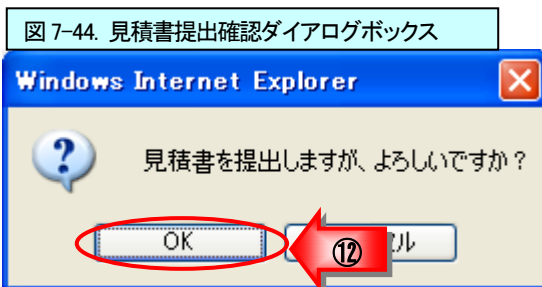 図 7-44. 見積書提出確認ダイアログボックス
Windows Internet Explorer
見積書を提出しますが、よろしいですか?
OK
⑫
ル